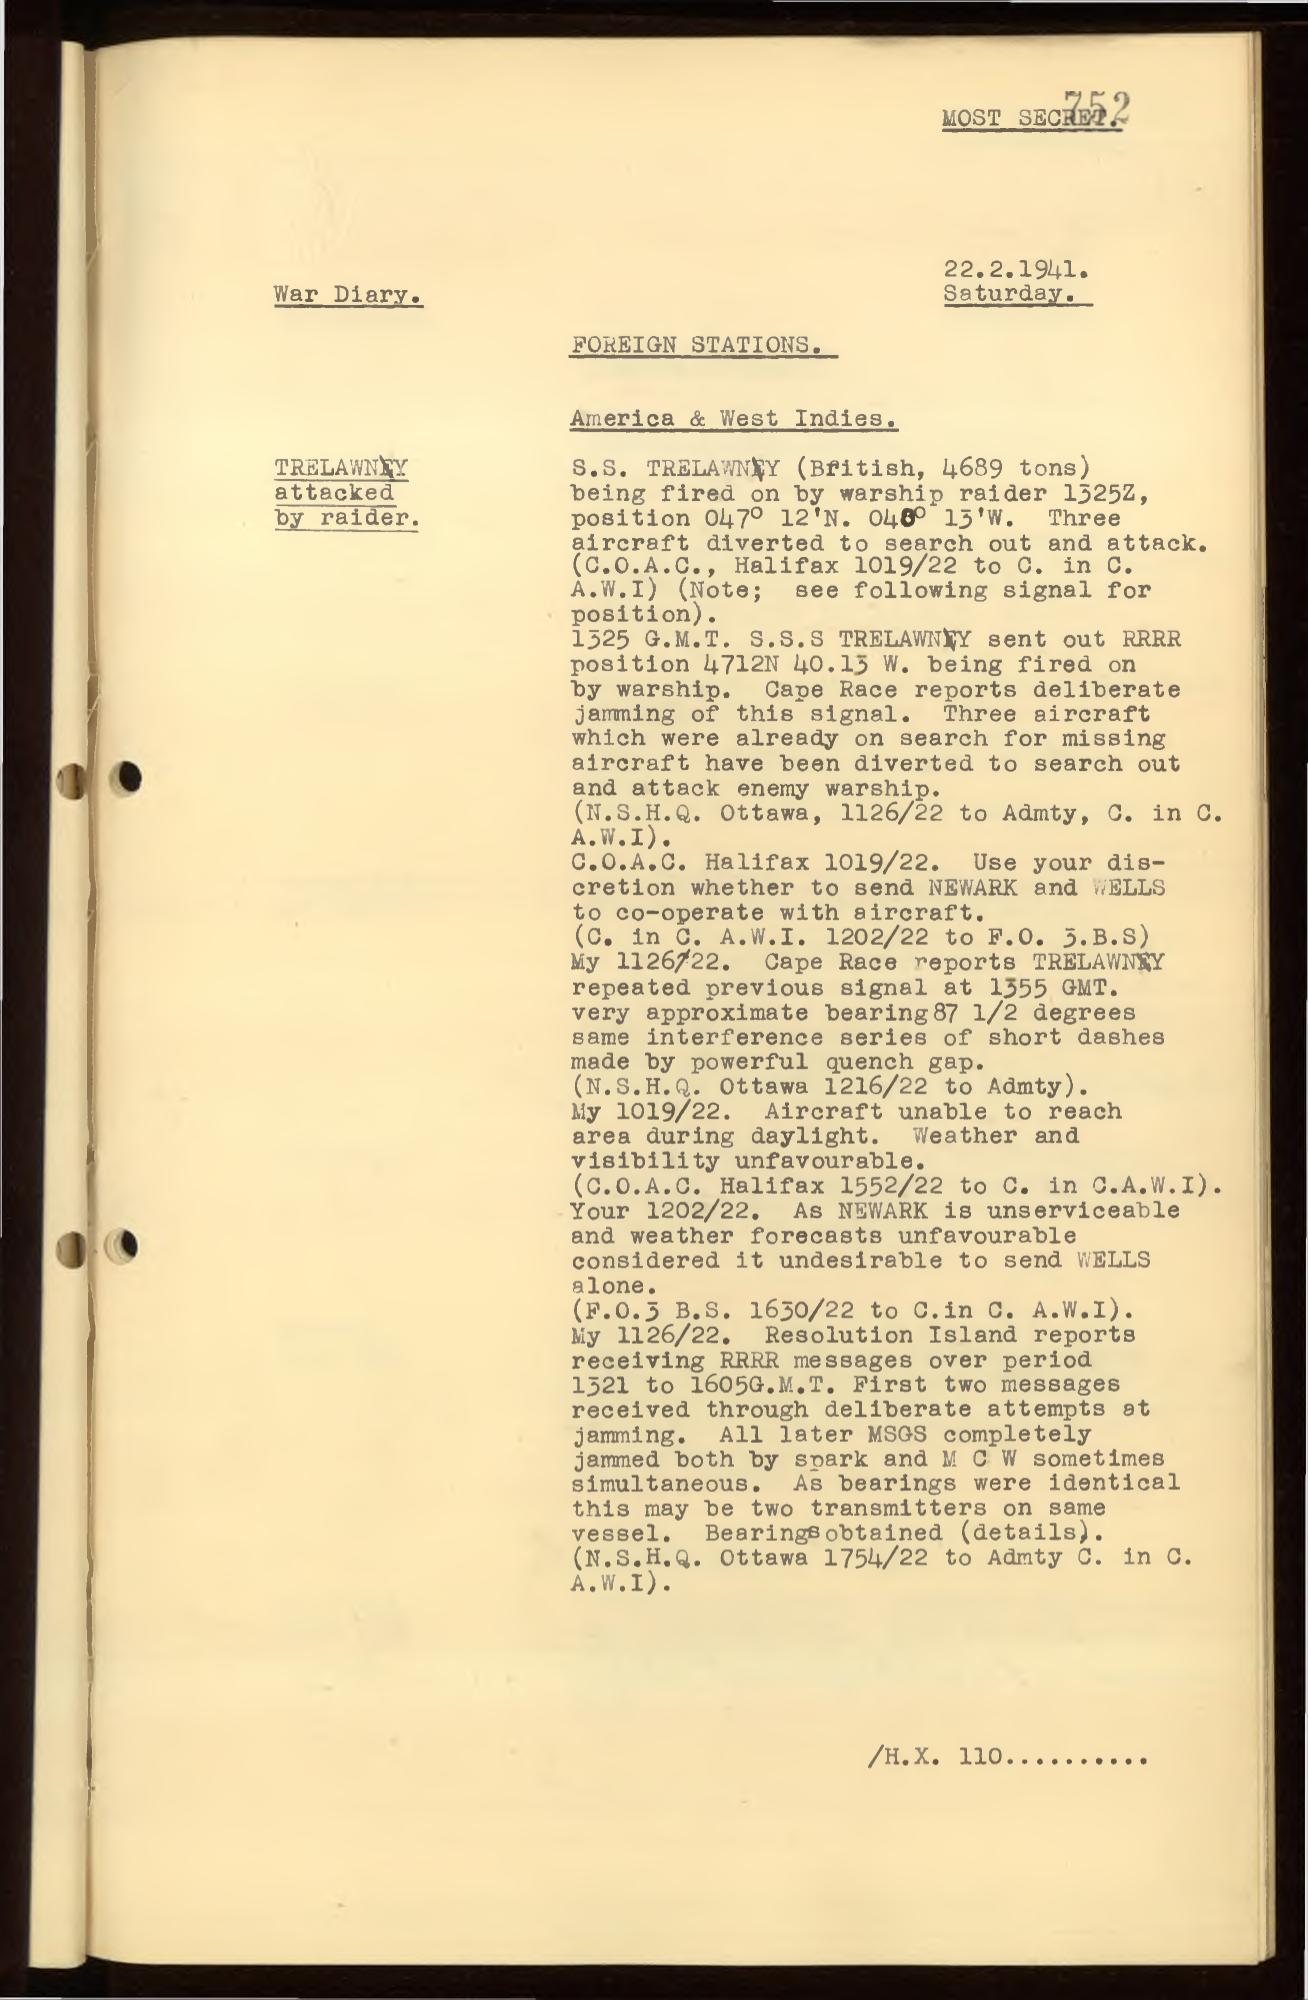 752
MOST SECRET.
22.2.1941.
War Diary.
Saturday.
FOREIGN STATIONS.
America & West Indies.
TRELAWNY
attacked
by raider.
S.S. TRELAWNY (British, 4689 tons)
being fired on by warship raider 1325Z,
position 047° 12'N. 040° 13'W. Three
aircraft diverted to search out and attack.
(C.O.A.C., Halifax 1019/22 to C. in C.
A.W.I) (Note; see following signal for
position).
1325 G.M.T. S.S.S TRELAWNY sent out RRRR
position 4712N 40.13 W. being fired on
by warship. Cape Race reports deliberate
jamming of this signal. Three aircraft
which were already on search for missing
aircraft have been diverted to search out
and attack enemy warship.
(N.S.H.Q. Ottawa, 1126/22 to Admty, C. in C.
A.W.I).
C.O.A.C. Halifax 1019/22. Use your dis-
cretion whether to send NEWARK and WELLS
to co-operate with aircraft.
(C. in C. A.W.I. 1202/22 to F.O. 3.B.S)
My 1126/22. Cape Race reports TRELAWNY
repeated previous signal at 1355 GMT.
very approximate bearing 87 1/2 degrees
same interference series of short dashes
made by powerful quench gap.
(N.S.H.Q. Ottawa 1216/22 to Admty).
My 1019/22. Aircraft unable to reach
area during daylight. Weather and
visibility unfavourable.
(C.O.A.C. Halifax 1552/22 to C. in C.A.W.I).
Your 1202/22. As NEWARK is unserviceable
and weather forecasts unfavourable
considered it undesirable to send WELLS
alone.
(F.O.3 B.S. 1630/22 to C.in C. A.W.I).
My 1126/22. Resolution Island reports
receiving RRRR messages over period
1321 to 1605G.M.T. First two messages
received through deliberate attempts at
jamming. All later MSGS completely
jammed both by spark and M C W sometimes
simultaneous. As bearings were identical
this may be two transmitters on same
vessel. Bearings obtained (details).
(N.S.H.Q. Ottawa 1754/22 to Admty C. in C.
A.W.I).
/H.X. 110..........